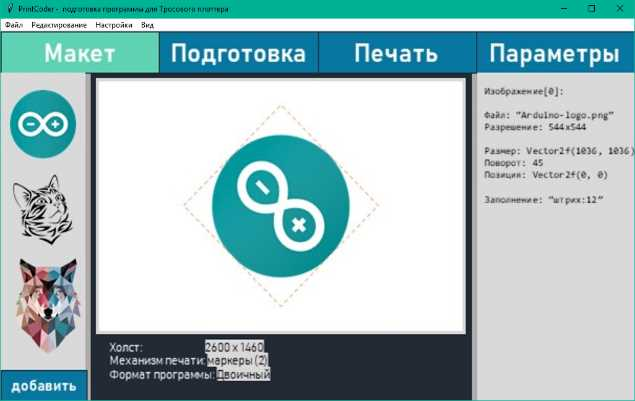 PrintCoder - подготовка программы для Тросового плоттера
Файл Редактирование Настройки Вид
Макет Подготовка Печать Параметры
Изображение[0]:
Файл: "Arduino-logo.png"
Разрешение: 544x544
Размер: Vector2f(1036, 1036)
Поворот: 45
Позиция: Vector2f(0, 0)
Заполнение: "штрих:12"
Холст: 2600 x 1460
Механизм печати: маркеры (2)
Формат программы: Двоичный
добавить